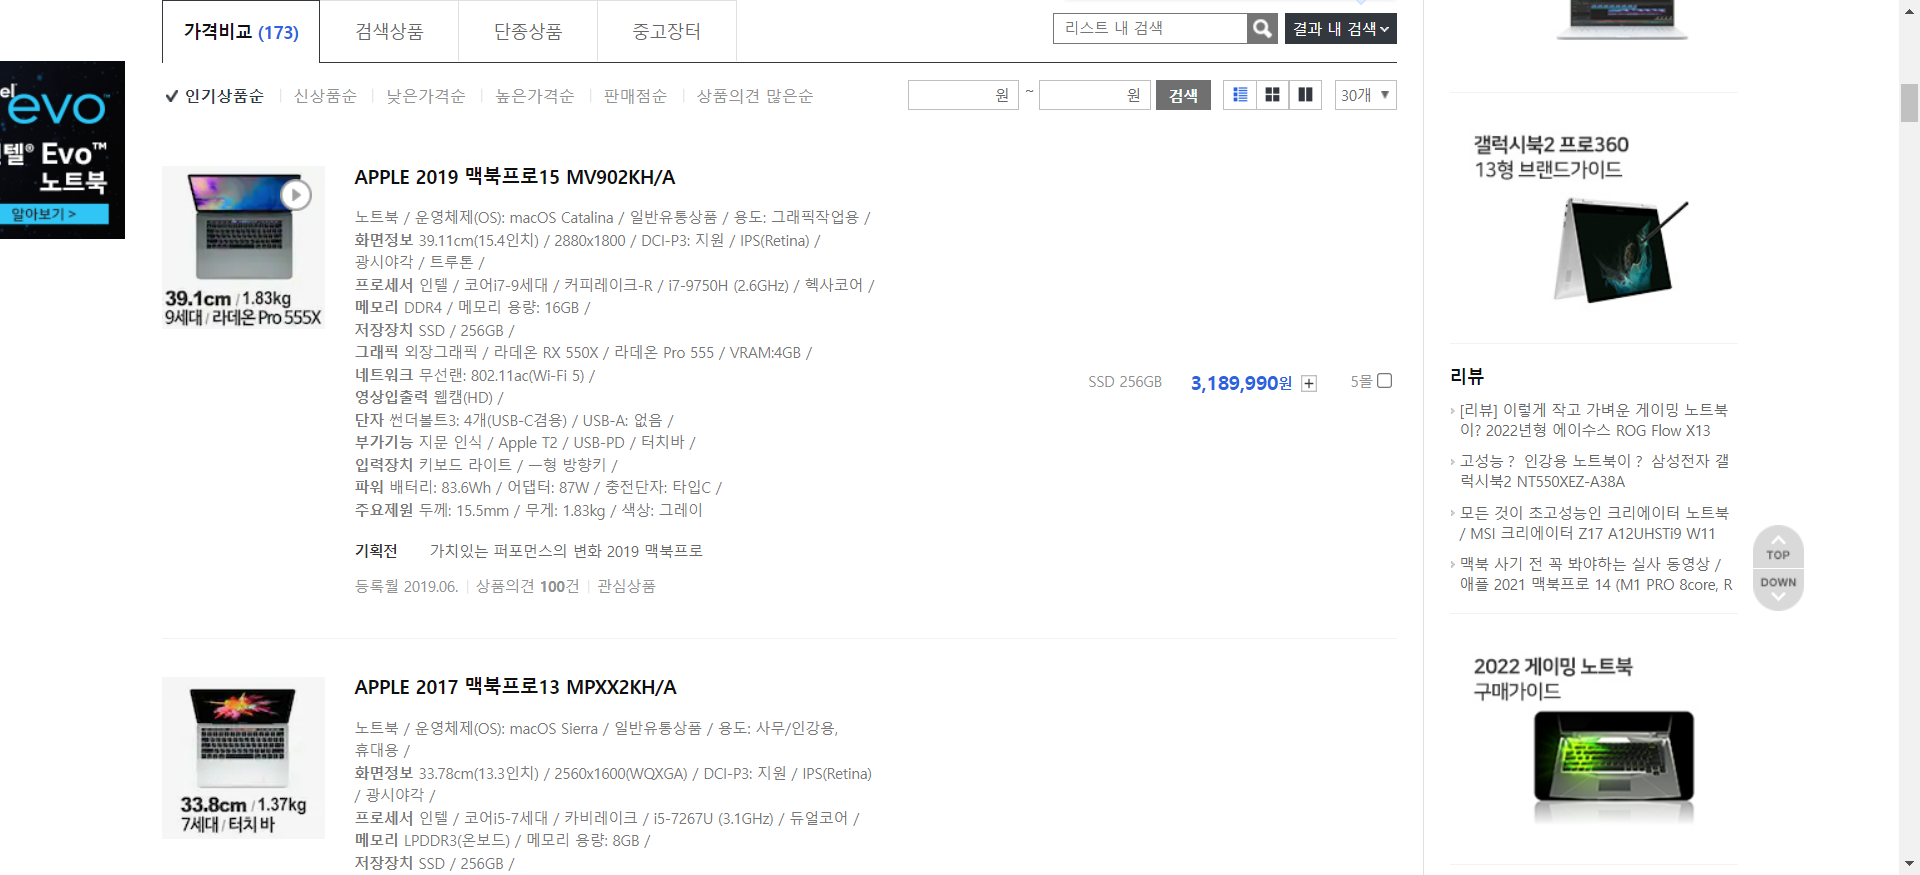 가격비교 (173)
검색상품
단종상품
중고장터
리스트 내 검색
결과 내 검색
인기상품순
신상품순
낮은가격순
높은가격순
판매점순
상품의견 많은순
원 ~ 원
검색
30개 ▼
evo
Evo™
노트북
알아보기 >
39.1cm / 1.83kg
9세대 / 라데온 Pro 555X
APPLE 2019 맥북프로15 MV902KH/A
노트북 / 운영체제(OS): macOS Catalina / 일반유통상품 / 용도: 그래픽작업용 /
화면정보 39.11cm(15.4인치) / 2880x1800 / DCI-P3: 지원 / IPS(Retina) /
광시야각 / 트루톤 /
프로세서 인텔 / 코어i7-9세대 / 커피레이크-R / i7-9750H (2.6GHz) / 헥사코어 /
메모리 DDR4 / 메모리 용량: 16GB /
저장장치 SSD / 256GB /
그래픽 외장그래픽 / 라데온 RX 550X / 라데온 Pro 555 / VRAM:4GB /
네트워크 무선랜: 802.11ac(Wi-Fi 5) /
영상입출력 웹캠(HD) /
단자 썬더볼트3: 4개(USB-C겸용) / USB-A: 없음 /
부가기능 지문 인식 / Apple T2 / USB-PD / 터치바 /
입력장치 키보드 라이트 / ㅡ형 방향키 /
파워 배터리: 83.6Wh / 어댑터: 87W / 충전단자: 타입C /
주요제원 두께: 15.5mm / 무게: 1.83kg / 색상: 그레이
기획전 가치있는 퍼포먼스의 변화 2019 맥북프로
등록월 2019.06. 상품의견 100건 관심상품
SSD 256GB 3,189,990원 5몰
33.8cm / 1.37kg
7세대 / 터치 바
APPLE 2017 맥북프로13 MPXX2KH/A
노트북 / 운영체제(OS): macOS Sierra / 일반유통상품 / 용도: 사무/인강용,
휴대용 /
화면정보 33.78cm(13.3인치) / 2560x1600(WQXGA) / DCI-P3: 지원 / IPS(Retina)
/ 광시야각 /
프로세서 인텔 / 코어i5-7세대 / 카비레이크 / i5-7267U (3.1GHz) / 듀얼코어 /
메모리 LPDDR3(온보드) / 메모리 용량: 8GB /
저장장치 SSD / 256GB /
갤럭시북2 프로360
13형 브랜드가이드
리뷰
[리뷰] 이렇게 작고 가벼운 게이밍 노트북
이? 2022년형 에이수스 ROG Flow X13
고성능 ? 인강용 노트북이 ? 삼성전자 갤
럭시북2 NT550XEZ-A38A
모든 것이 초고성능인 크리에이터 노트북
/ MSI 크리에이터 Z17 A12UHSTi9 W11
맥북 사기 전 꼭 봐야하는 실사 동영상 /
애플 2021 맥북프로 14 (M1 PRO 8core, R
TOP
DOWN
2022 게이밍 노트북
구매가이드